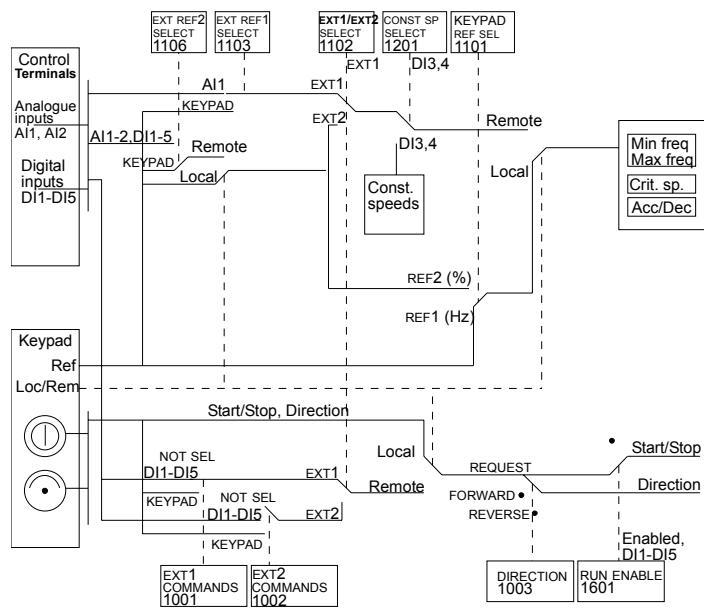 EXT REF2
SELECT
1106
EXT REF1
SELECT
1103
EXT1/EXT2
SELECT
1102
CONST SP
SELECT
1201
KEYPAD
REF SEL
1101
Control
Terminals
Analogue
inputs
AI1, AI2
Digital
inputs
DI1-DI5
AI1
KEYPAD
AI1-2,DI1-5
KEYPAD
Remote
Local
EXT1
EXT1
EXT2
DI3,4
DI3,4
Const.
speeds
Remote
Local
Min freq
Max freq
Crit. sp.
Acc/Dec
REF2 (%)
REF1 (Hz)
Keypad
Ref
Loc/Rem
Start/Stop, Direction
NOT SEL
DI1-DI5
KEYPAD
NOT SEL
DI1-DI5
KEYPAD
EXT1
EXT2
Local
Remote
REQUEST
FORWARD
REVERSE
Start/Stop
Direction
Enabled,
DI1-DI5
EXT1
COMMANDS
1001
EXT2
COMMANDS
1002
DIRECTION
1003
RUN ENABLE
1601